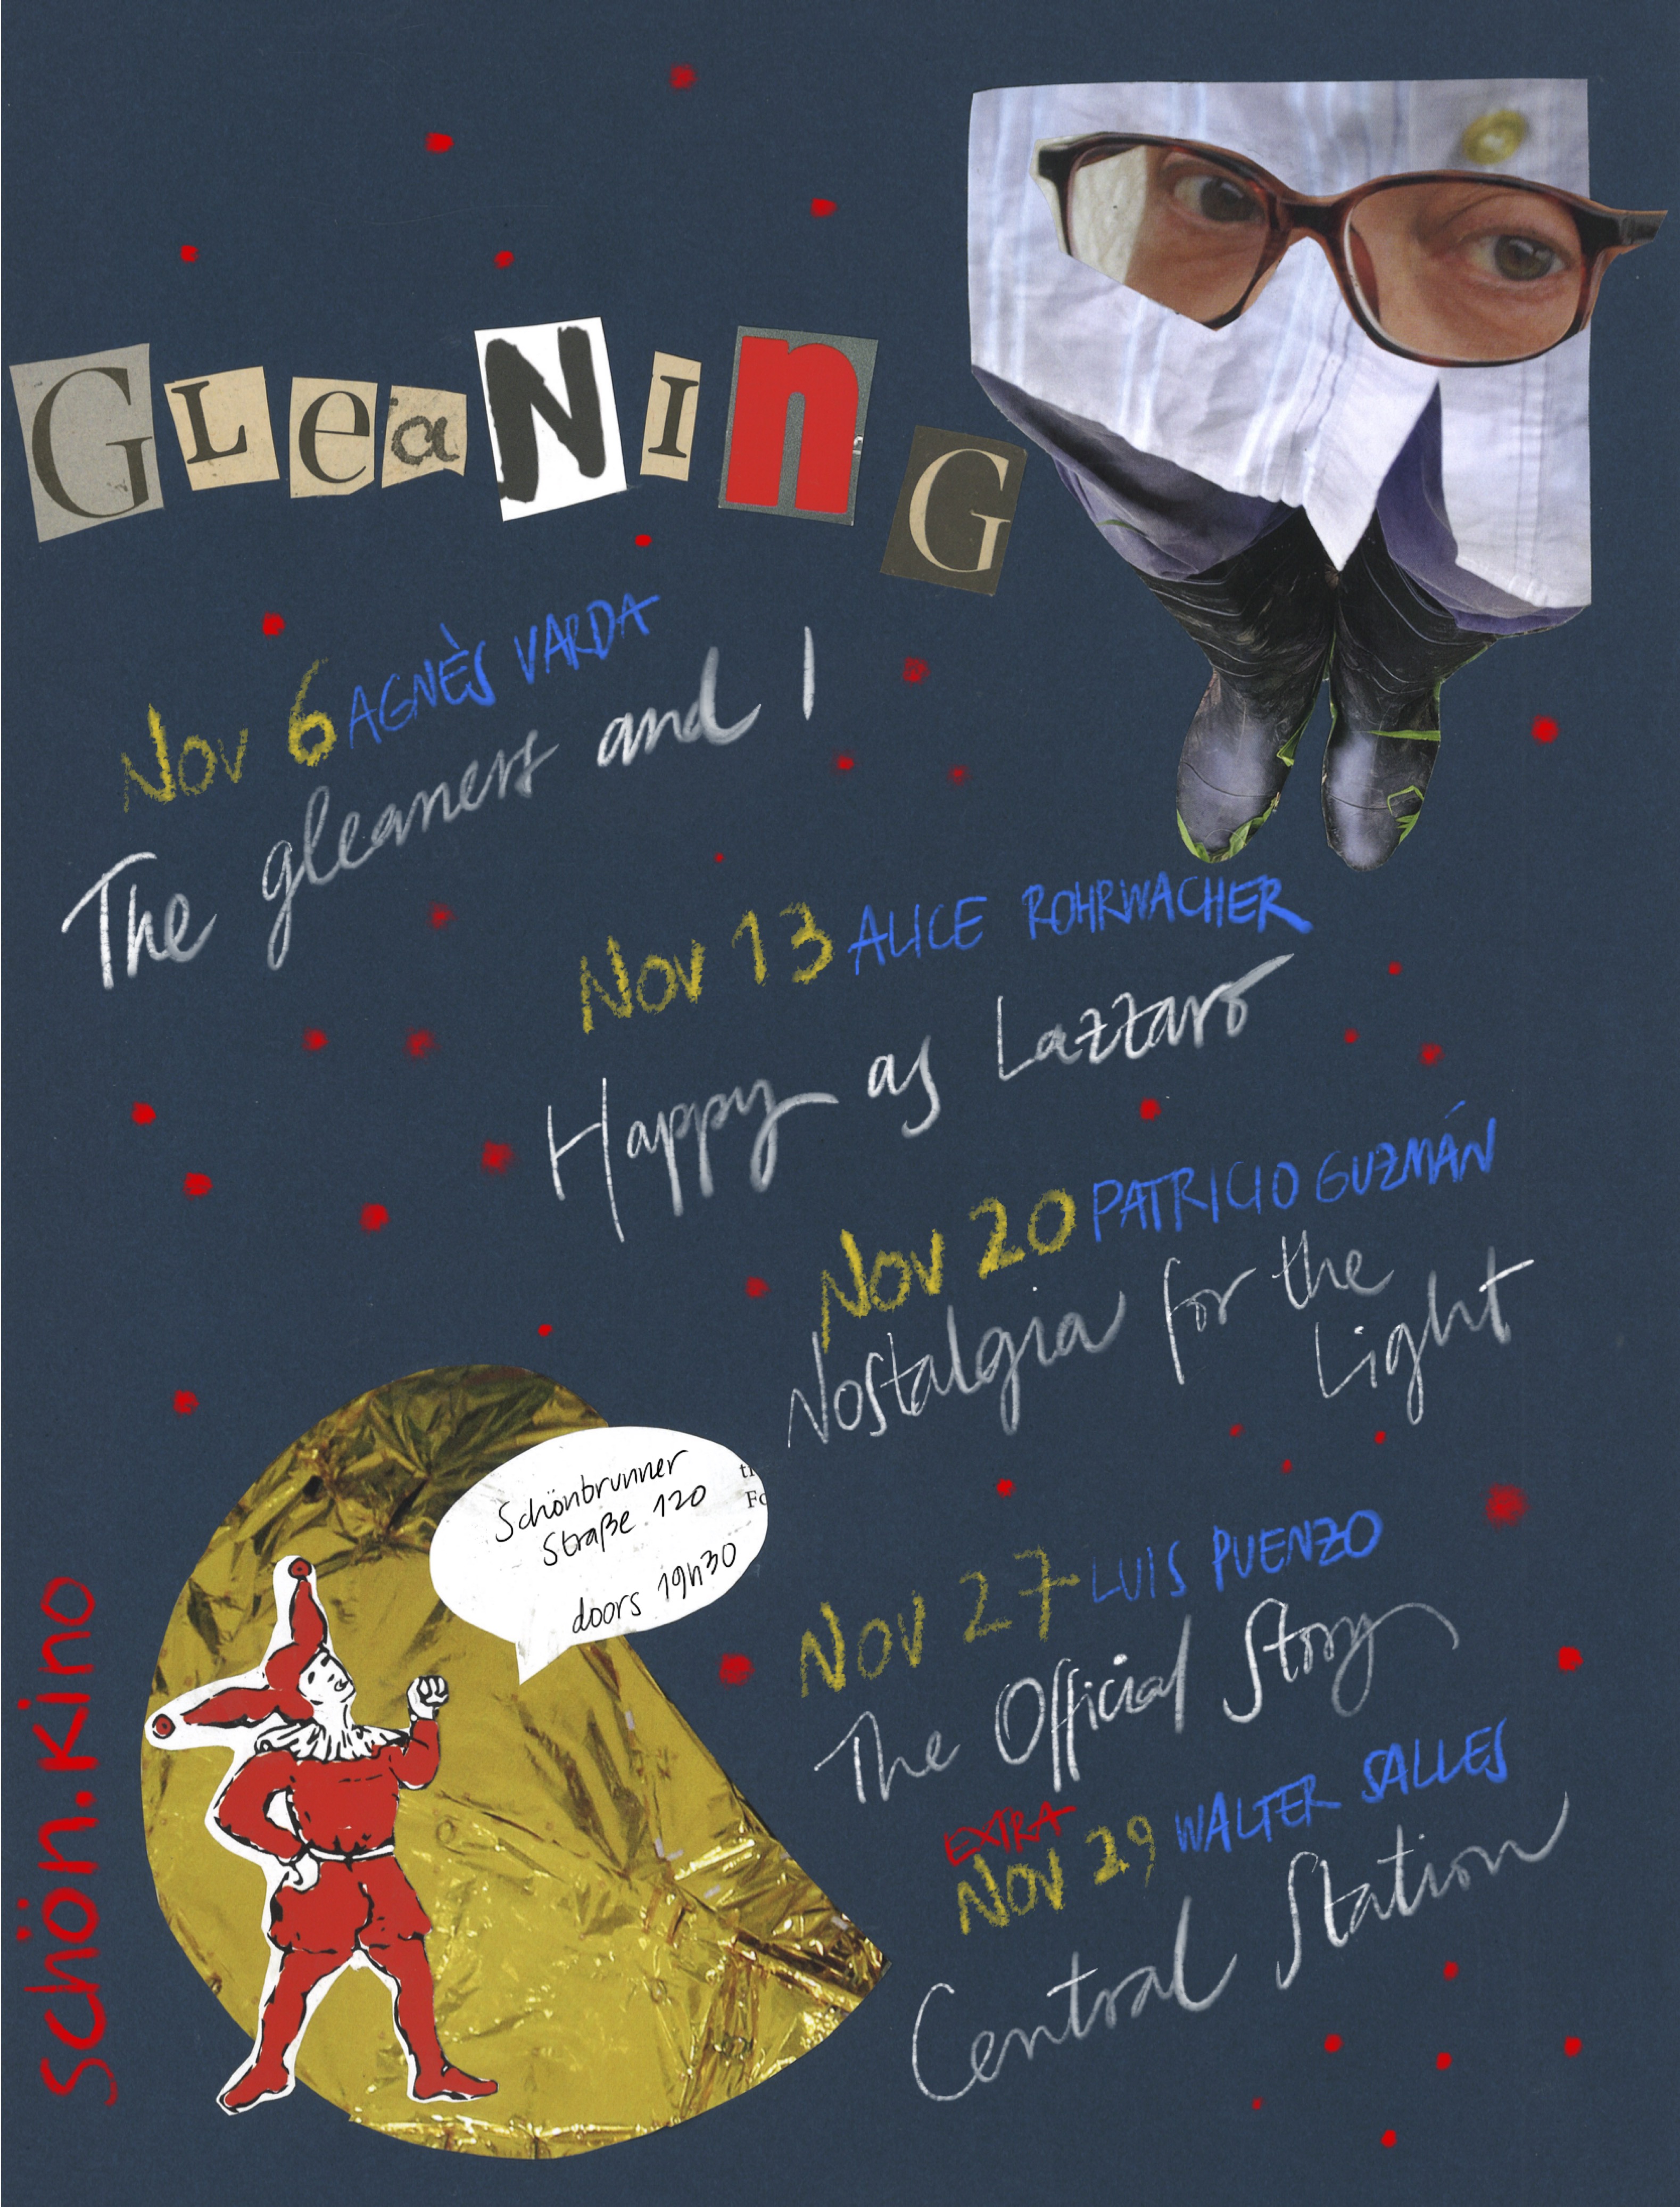 GLeaNInG
Nov 6 AGNÈS VARDA
The gleaners and I
Nov 13 ALICE ROHRWACHER
Happy as Lazzaro
Nov 20 PATRICIO GUZMÁN
Nostalgia for the
Light
Schönbrunner
Straße 120
doors 19h30
Nov 27 LUIS PUENZO
The Official Story
EXTRA
Nov 29 WALTER SALLES
Central Station
schön.kino